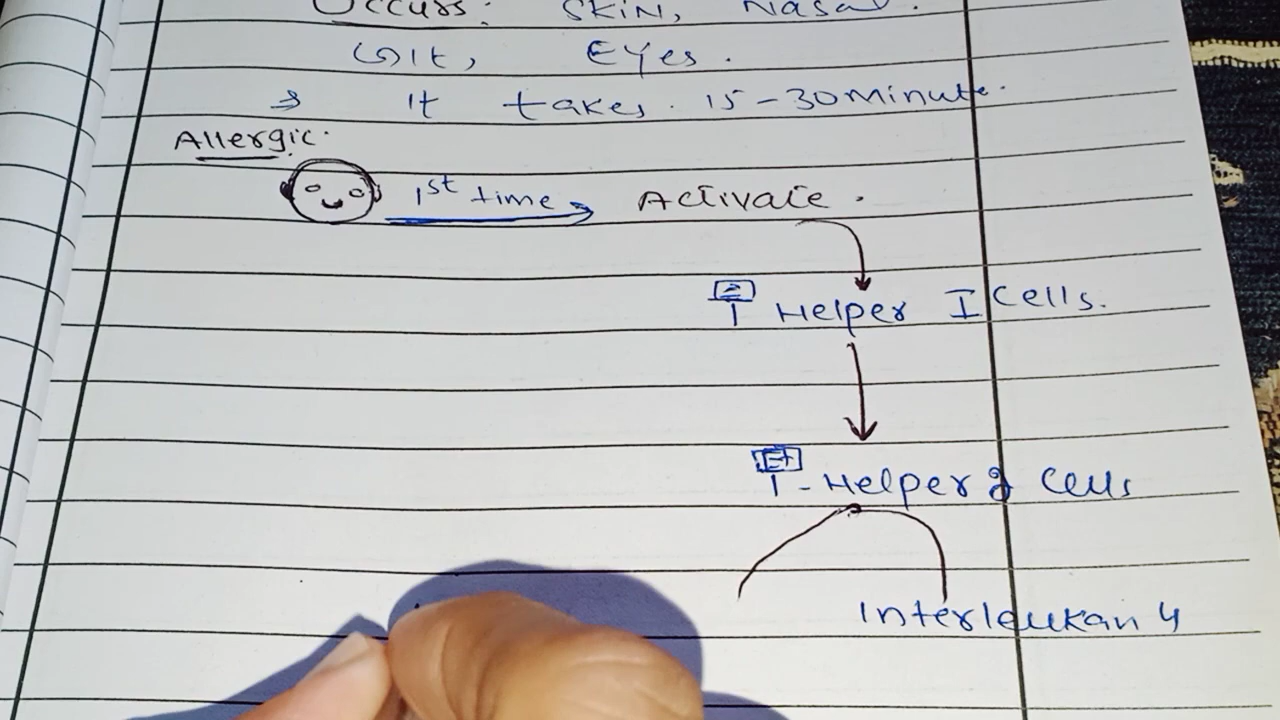 Occurs: Skin, Nasal.
GIt, Eyes.
It takes. 15-30 Minute.
Allergic.
1st time Activate.
T Helper I Cells.
T-Helper 2 Cells
Interleukan 4